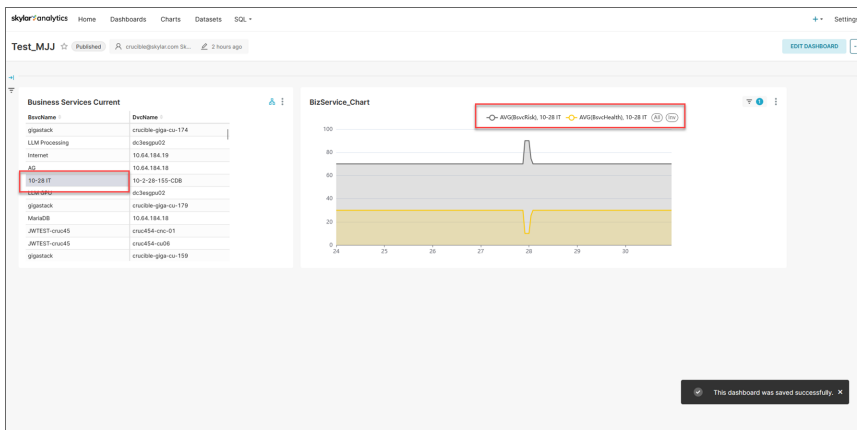 skylar analytics Home Dashboards Charts Datasets SQL Settings
Test_MJJ Published crucible@skylar.com Sk... 2 hours ago EDIT DASHBOARD
Business Services Current
BsvcName DvcName
gigastack crucible-giga-cu-174
LLM Processing dc3esgpu02
Internet 10.64.184.19
AG 10.64.184.18
10-28 IT 10-2-28-155-CDB
LLM GPU dc3esgpu02
gigastack crucible-giga-cu-179
MariaDB 10.64.184.18
JWTEST-cruc45 cruc454-cnc-01
JWTEST-cruc45 cruc454-cu06
gigastack crucible-giga-cu-159
BizService_Chart 1
AVG(BsvcRisk), 10-28 IT AVG(BsvcHealth), 10-28 IT All Inv
100
80
60
40
20
0
24 25 26 27 28 29 30
This dashboard was saved successfully.